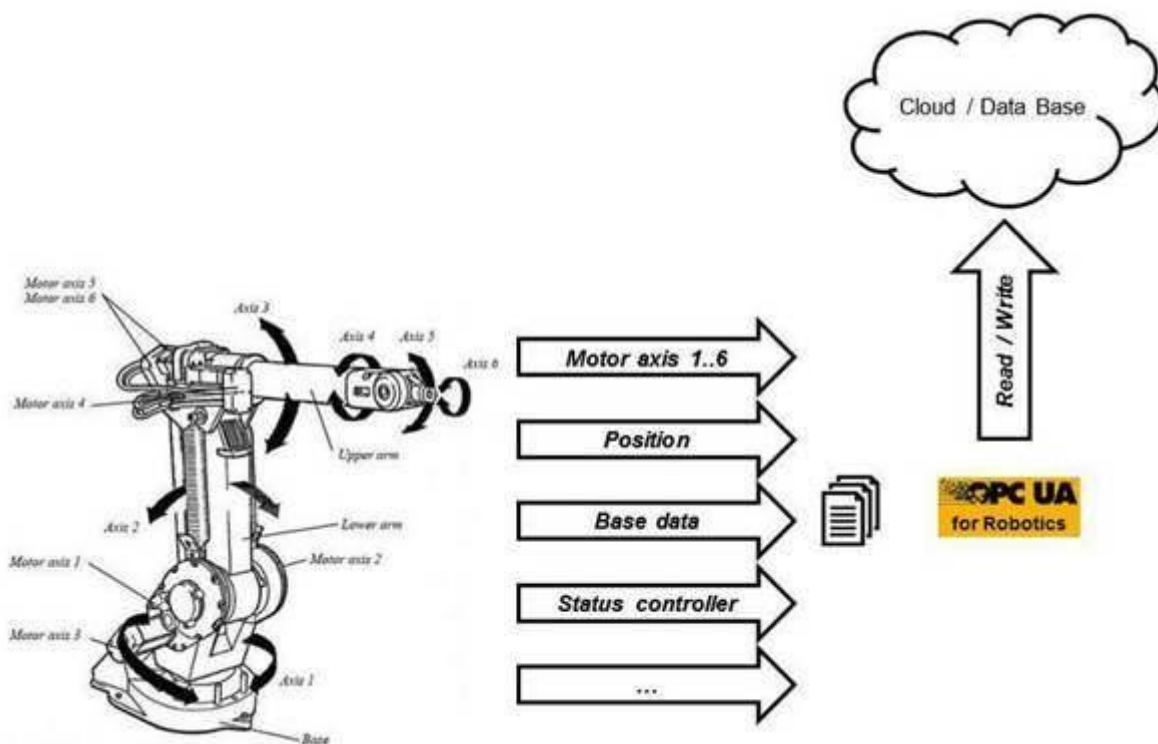 Cloud / Data Base
Read / Write
Motor axis 5
Motor axis 6
Axis 3
Axis 4
Axis 5
Axis 6
Motor axis 4
Upper arm
Axis 2
Lower arm
Motor axis 1
Motor axis 2
Motor axis 3
Axis 1
Base
Motor axis 1..6
Position
Base data
Status controller
...
OPC UA
for Robotics